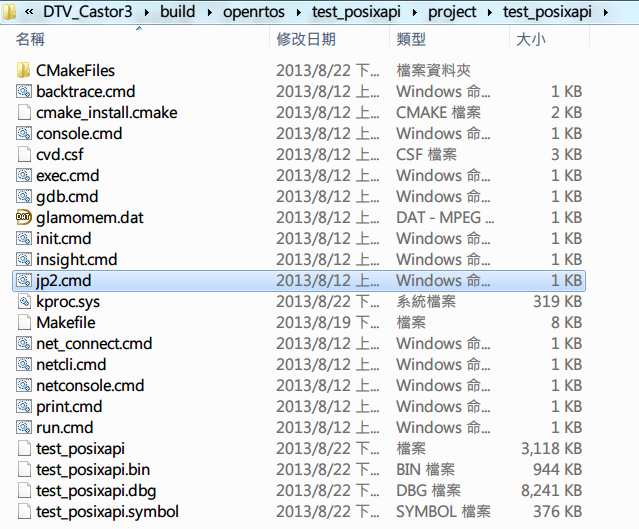 « DTV_Castor3 ▸ build ▸ openrtos ▸ test_posixapi ▸ project ▸ test_posixapi ▸
名稱 修改日期 類型 大小
CMakeFiles 2013/8/22 下... 檔案資料夾
backtrace.cmd 2013/8/12 上... Windows 命... 1 KB
cmake_install.cmake 2013/8/12 上... CMAKE 檔案 2 KB
console.cmd 2013/8/12 上... Windows 命... 1 KB
cvd.csf 2013/8/12 上... CSF 檔案 3 KB
exec.cmd 2013/8/12 上... Windows 命... 1 KB
gdb.cmd 2013/8/12 上... Windows 命... 1 KB
glamomem.dat 2013/8/12 上... DAT - MPEG ... 1 KB
init.cmd 2013/8/12 上... Windows 命... 1 KB
insight.cmd 2013/8/12 上... Windows 命... 1 KB
jp2.cmd 2013/8/12 上... Windows 命... 1 KB
kproc.sys 2013/8/22 下... 系統檔案 319 KB
Makefile 2013/8/19 下... 檔案 8 KB
net_connect.cmd 2013/8/12 上... Windows 命... 1 KB
netcli.cmd 2013/8/12 上... Windows 命... 1 KB
netconsole.cmd 2013/8/12 上... Windows 命... 1 KB
print.cmd 2013/8/12 上... Windows 命... 1 KB
run.cmd 2013/8/12 上... Windows 命... 1 KB
test_posixapi 2013/8/22 下... 檔案 3,118 KB
test_posixapi.bin 2013/8/22 下... BIN 檔案 944 KB
test_posixapi.dbg 2013/8/22 下... DBG 檔案 8,241 KB
test_posixapi.symbol 2013/8/22 下... SYMBOL 檔案 376 KB